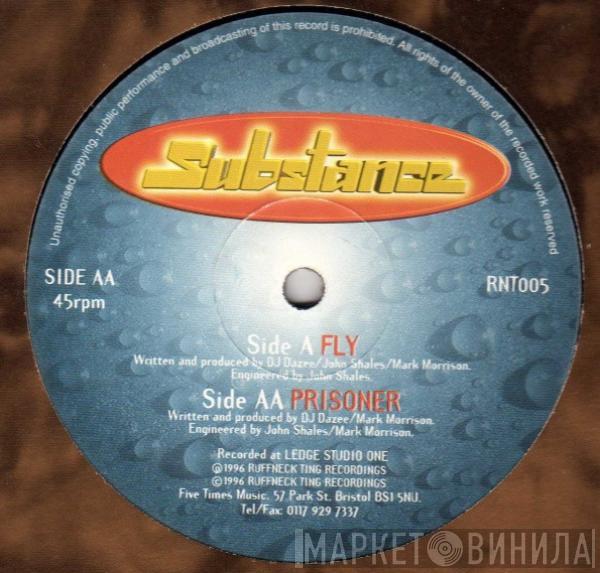 Unauthorised copying, public performance and broadcasting of this record is prohibited. All rights of the owner of the recorded work reserved
Substance
SIDE AA
45rpm
RNT005
Side A FLY
Written and produced by DJ Dazee/John Shales/Mark Morrison.
Engineered by John Shales.
Side AA PRISONER
Written and produced by DJ Dazee/Mark Morrison.
Engineered by John Shales/Mark Morrison.
Recorded at LEDGE STUDIO ONE
℗1996 RUFFNECK TING RECORDINGS
©1996 RUFFNECK TING RECORDINGS
Five Times Music. 57 Park St. Bristol BS1 5NU.
Tel/Fax: 0117 929 7337
МАРКЕТ ВИНИЛА